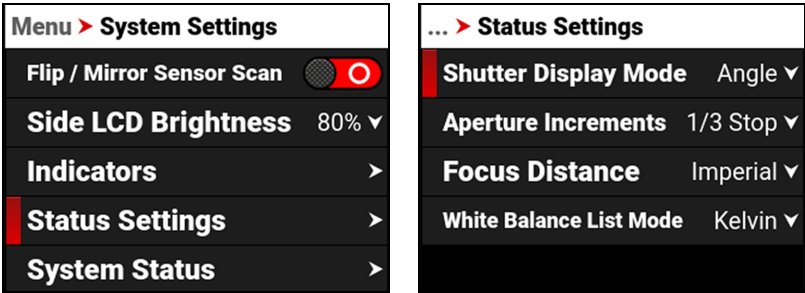 Menu > System Settings
Flip / Mirror Sensor Scan
Side LCD Brightness 80%
Indicators
Status Settings
System Status
... > Status Settings
Shutter Display Mode Angle
Aperture Increments 1/3 Stop
Focus Distance Imperial
White Balance List Mode Kelvin